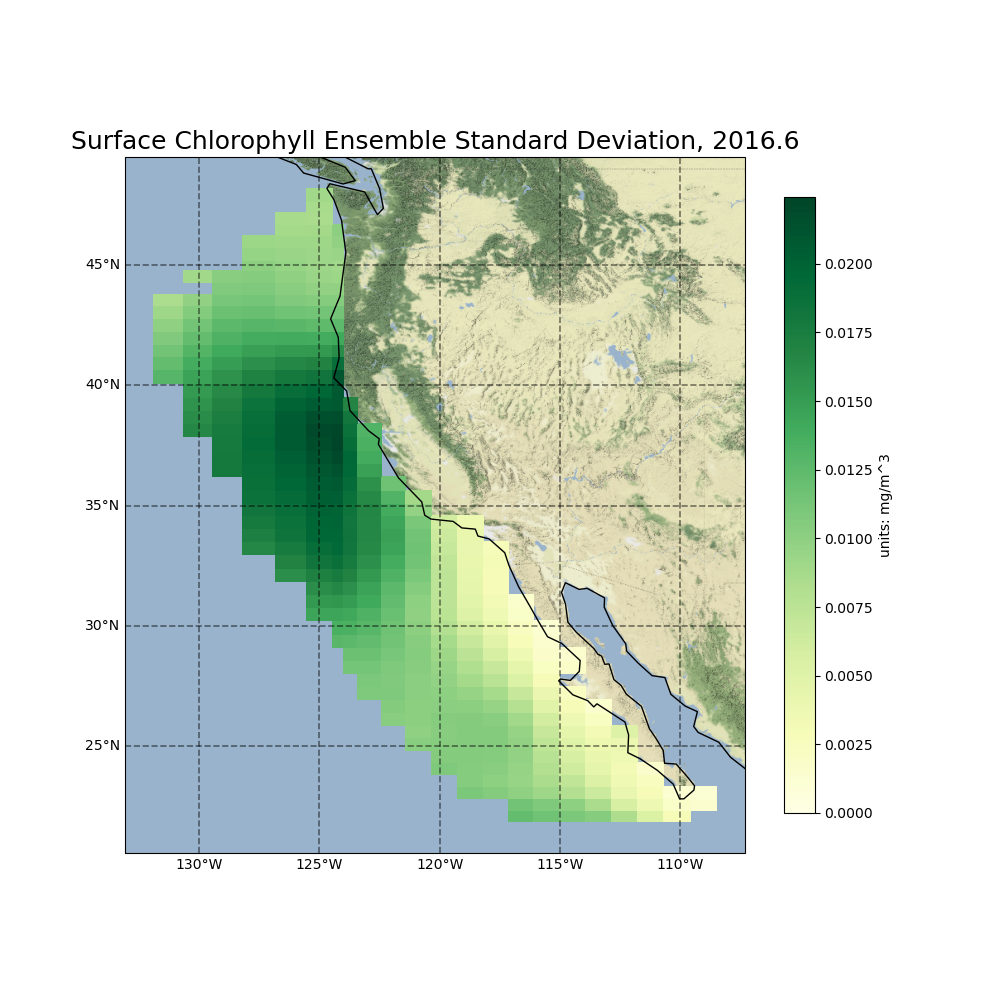 Surface Chlorophyll Ensemble Standard Deviation, 2016.6
45°N
40°N
35°N
30°N
25°N
130°W 125°W 120°W 115°W 110°W
0.0200
0.0175
0.0150
0.0125
0.0100
0.0075
0.0050
0.0025
0.0000
units: mg/m^3